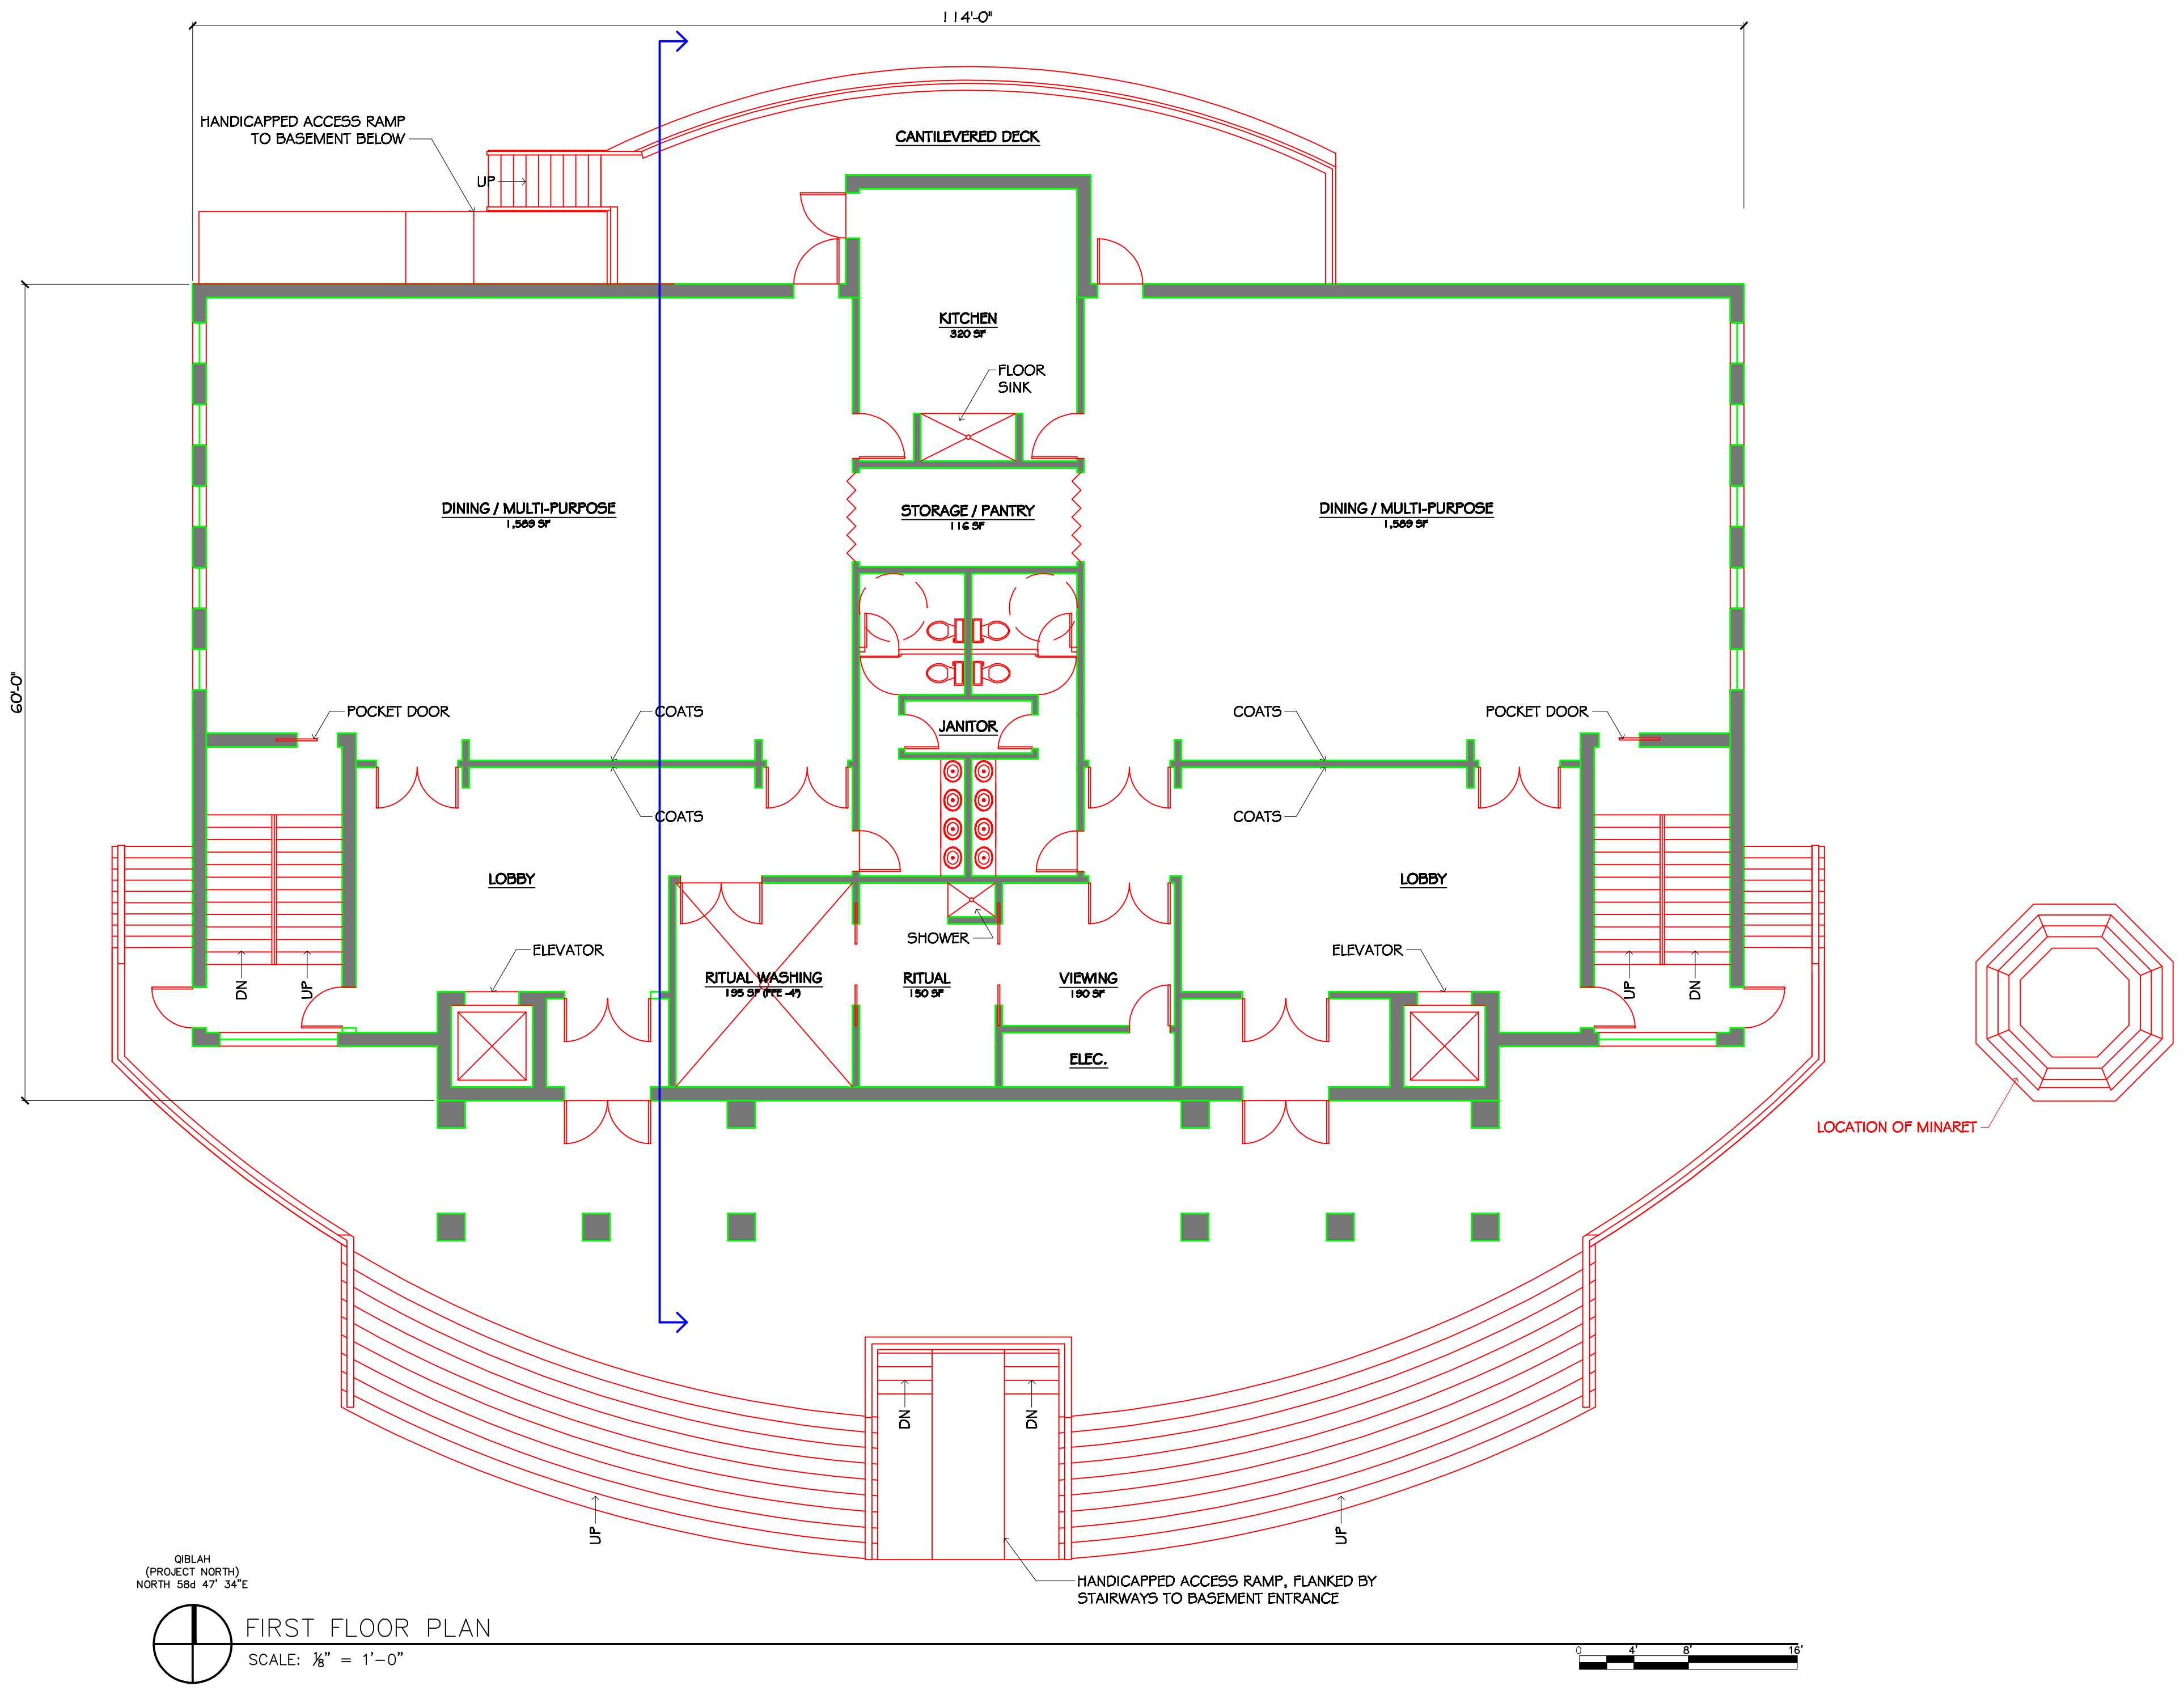 114'-0"
HANDICAPPED ACCESS RAMP
TO BASEMENT BELOW
CANTILEVERED DECK
UP
KITCHEN
320 SF
FLOOR
SINK
DINING / MULTI-PURPOSE
1,589 SF
STORAGE / PANTRY
116 SF
DINING / MULTI-PURPOSE
1,589 SF
60'-0"
POCKET DOOR
COATS
JANITOR
COATS
POCKET DOOR
COATS
COATS
LOBBY
LOBBY
SHOWER
ELEVATOR
ELEVATOR
RITUAL WASHING
195 SF (FFE -4")
RITUAL
150 SF
VIEWING
190 SF
DN
UP
UP
DN
ELEC.
LOCATION OF MINARET
DN
DN
UP
UP
HANDICAPPED ACCESS RAMP, FLANKED BY
STAIRWAYS TO BASEMENT ENTRANCE
QIBLAH
(PROJECT NORTH)
NORTH 58d 47' 34"E
FIRST FLOOR PLAN
SCALE: ⅛" = 1'-0"
0 4' 8' 16'